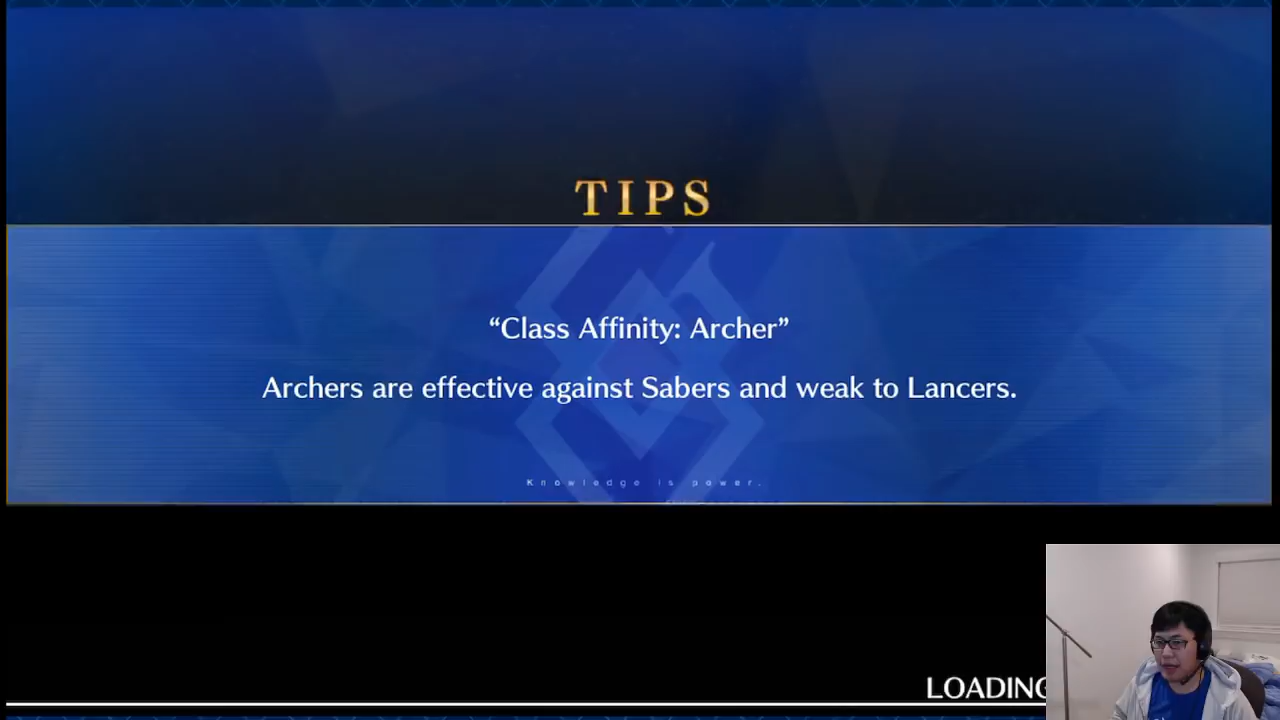 TIPS
“Class Affinity: Archer”
Archers are effective against Sabers and weak to Lancers.
Knowledge is power.
LOADING